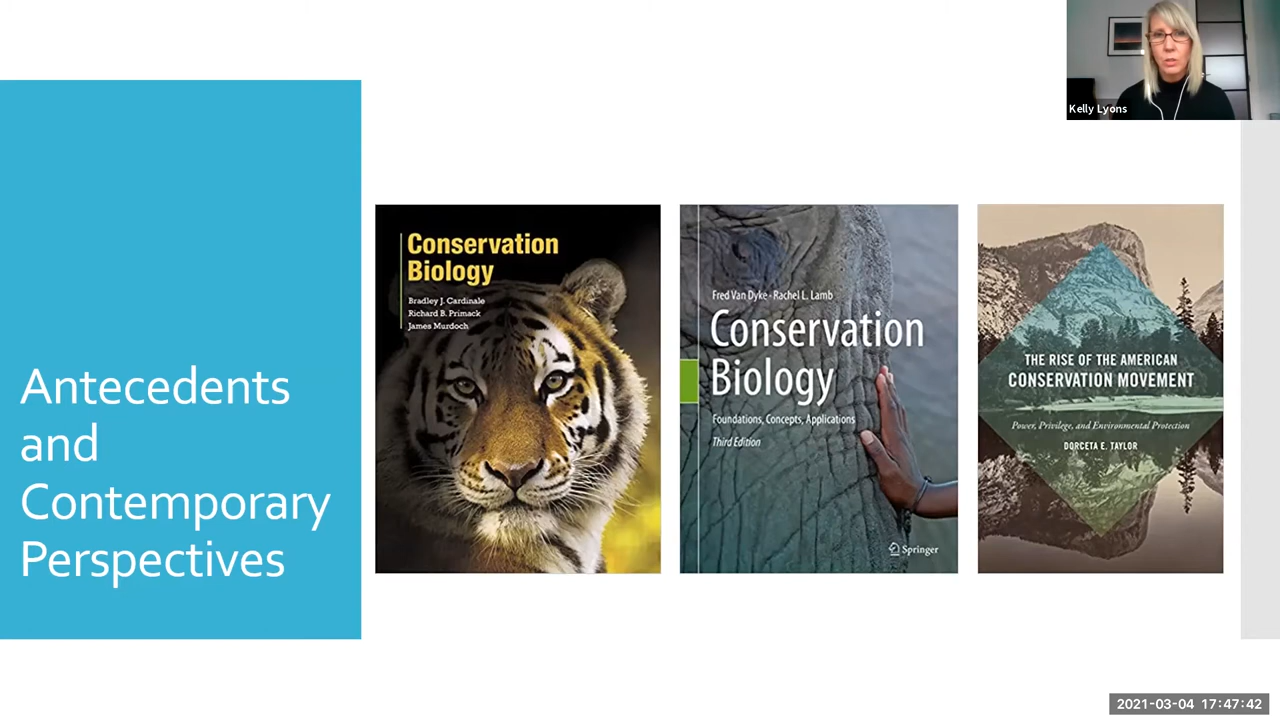 Kelly Lyons
Antecedents
and
Contemporary
Perspectives
Conservation
Biology
Bradley J. Cardinale
Richard B. Primack
James Murdoch
Fred Van Dyke · Rachel L. Lamb
Conservation
Biology
Foundations, Concepts, Applications
Third Edition
Springer
THE RISE OF THE AMERICAN
CONSERVATION MOVEMENT
Power, Privilege, and Environmental Protection
DORCETA E. TAYLOR
2021-03-04 17:47:42